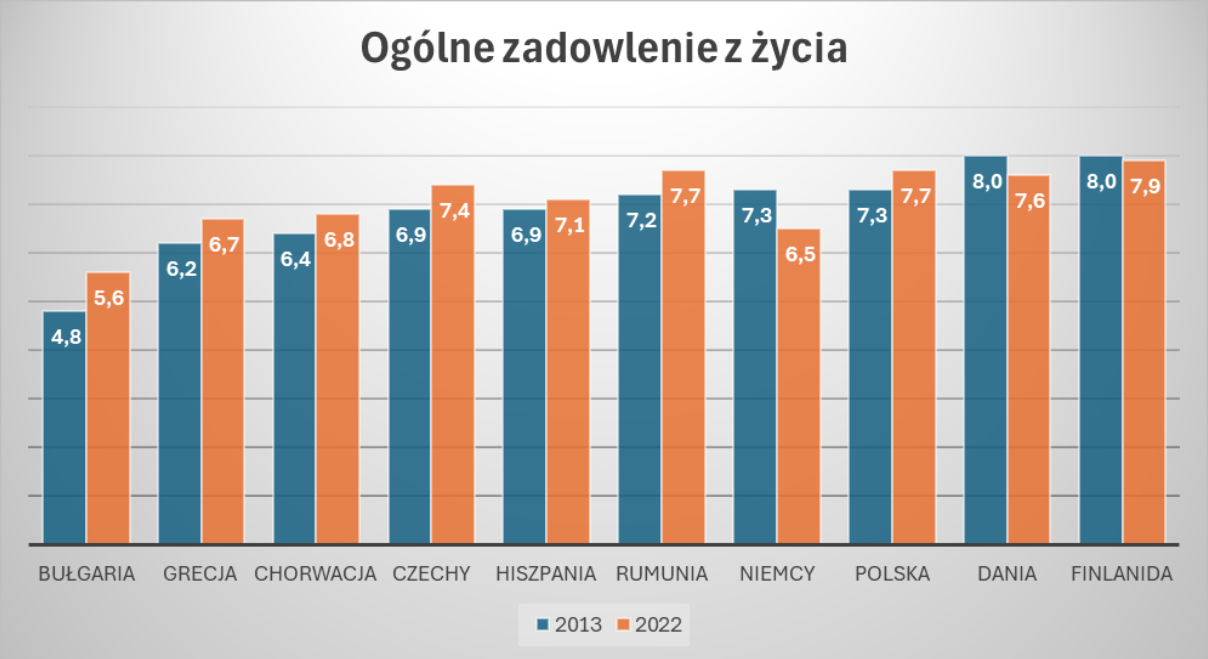 Ogólne zadowlenie z życia
4,8 5,6 6,2 6,7 6,4 6,8 6,9 7,4 6,9 7,1 7,2 7,7 7,3 6,5 7,3 7,7 8,0 7,6 8,0 7,9
BUŁGARIA GRECJA CHORWACJA CZECHY HISZPANIA RUMUNIA NIEMCY POLSKA DANIA FINLANIDA
2013 2022